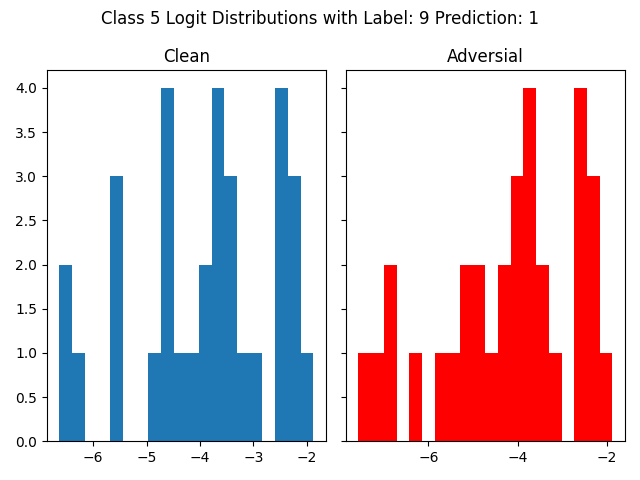 Class 5 Logit Distributions with Label: 9 Prediction: 1
Clean
Adversial
4.0
3.5
3.0
2.5
2.0
1.5
1.0
0.5
0.0
−6 −5 −4 −3 −2
−6 −4 −2